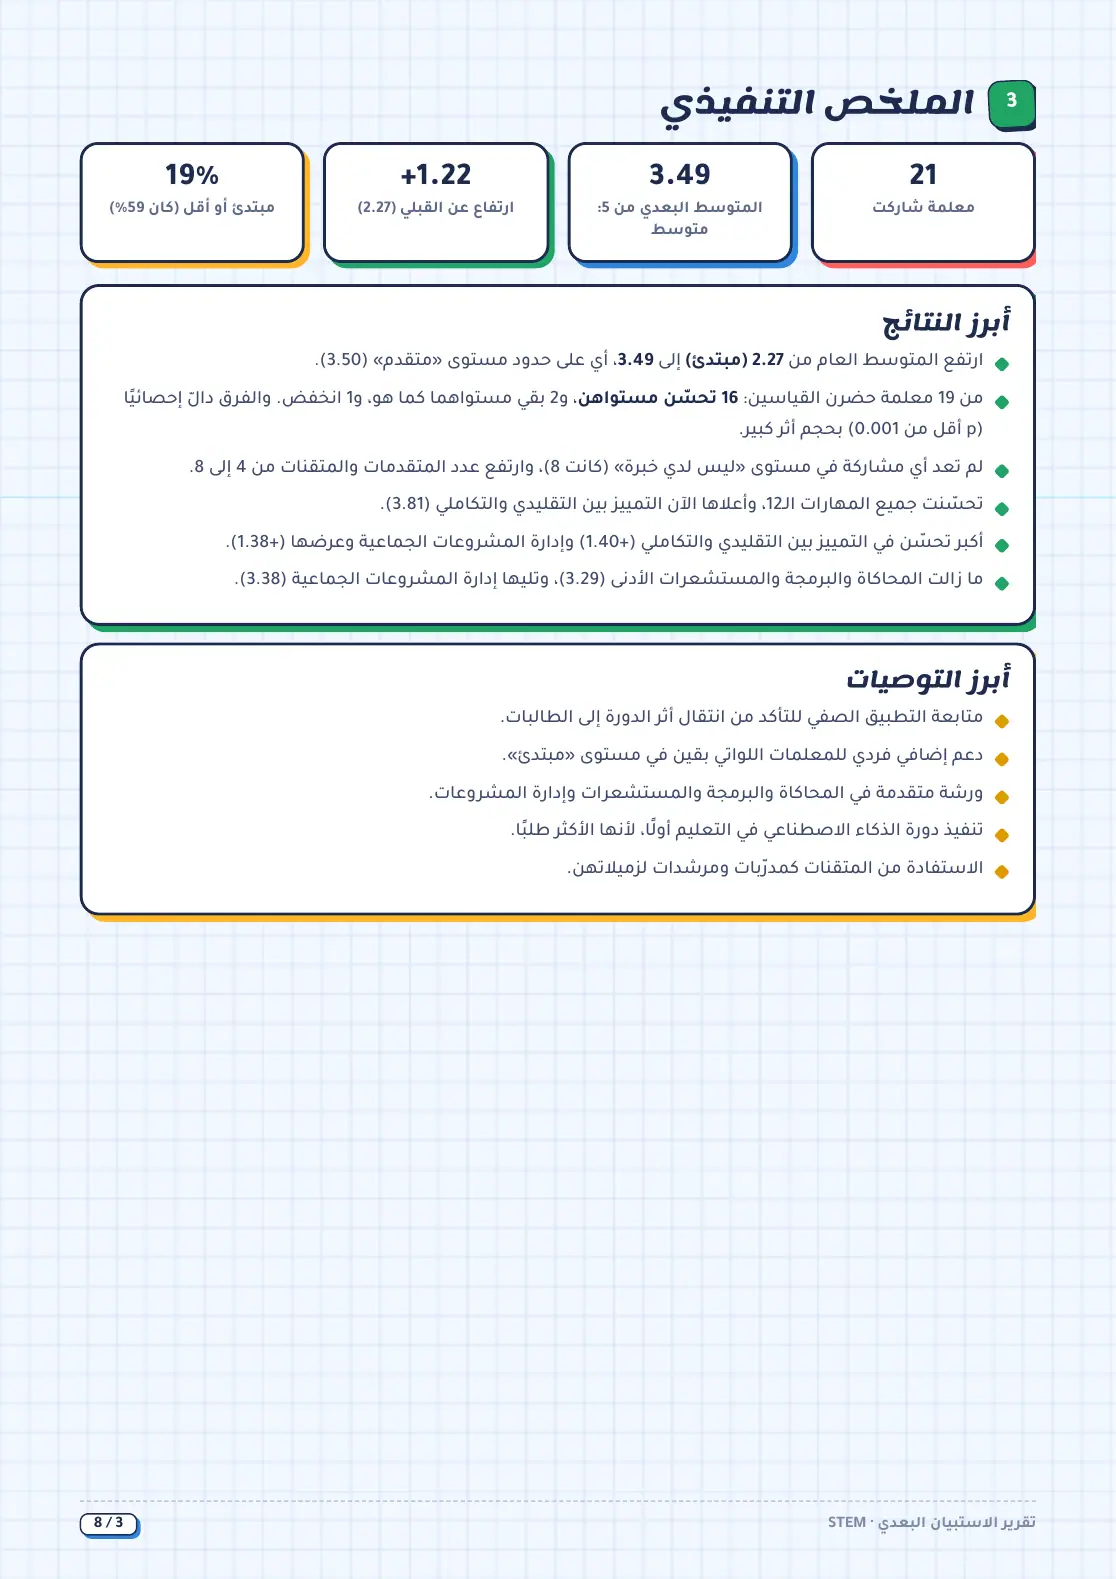 3
الملخص التنفيذي
21
معلمة شاركت
3.49
المتوسط البعدي من 5:
متوسط
+1.22
ارتفاع عن القبلي (2.27)
19%
مبتدئ أو أقل (كان 59%)
أبرز النتائج
ارتفع المتوسط العام من 2.27 (مبتدئ) إلى 3.49، أي على حدود مستوى «متقدم» (3.50).
من 19 معلمة حضرن القياسين: 16 تحسّن مستواهن، و2 بقي مستواهما كما هو، و1 انخفض. والفرق دالّ إحصائيًا
(p أقل من 0.001) بحجم أثر كبير.
لم تعد أي مشاركة في مستوى «ليس لدي خبرة» (كانت 8)، وارتفع عدد المتقدمات والمتقنات من 4 إلى 8.
تحسّنت جميع المهارات الـ12، وأعلاها الآن التمييز بين التقليدي والتكاملي (3.81).
أكبر تحسّن في التمييز بين التقليدي والتكاملي (+1.40) وإدارة المشروعات الجماعية وعرضها (+1.38).
ما زالت المحاكاة والبرمجة والمستشعرات الأدنى (3.29)، وتليها إدارة المشروعات الجماعية (3.38).
أبرز التوصيات
متابعة التطبيق الصفي للتأكد من انتقال أثر الدورة إلى الطالبات.
دعم إضافي فردي للمعلمات اللواتي بقين في مستوى «مبتدئ».
ورشة متقدمة في المحاكاة والبرمجة والمستشعرات وإدارة المشروعات.
تنفيذ دورة الذكاء الاصطناعي في التعليم أولًا، لأنها الأكثر طلبًا.
الاستفادة من المتقنات كمدرّبات ومرشدات لزميلاتهن.
تقرير الاستبيان البعدي · STEM
3 / 8